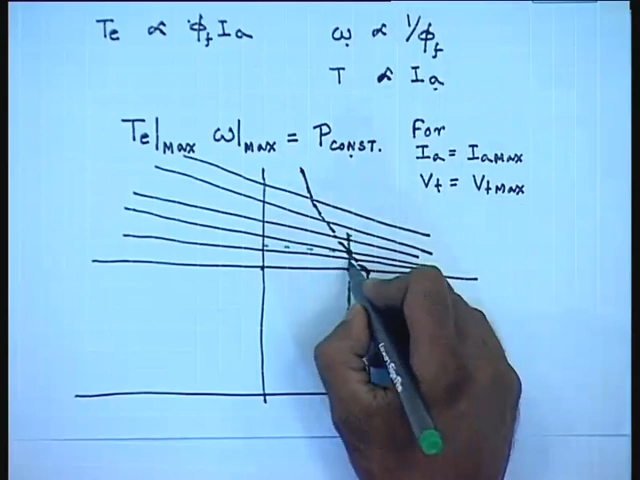 Te ∝ ϕf Ia
ω ∝ 1/ϕf
T ∝ Ia
Te|MAX ω|MAX = PCONST.
For
Ia = IaMAX
Vt = VtMAX